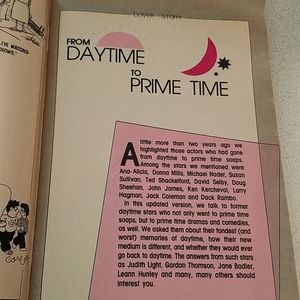 COVER STORY
I'VE WATCHED
SHOWS."
FROM
DAYTIME
TO
PRIME TIME
A little more than two years ago we
highlighted those actors who had gone
from daytime to prime time soaps.
Among the stars we mentioned were
Ana-Alicia, Donna Mills, Michael Nader, Susan
Sullivan, Ted Shackelford, David Selby, Doug
Sheehan, John James, Ken Kercheval, Larry
Hagman, Jack Coleman and Dack Rambo.
In this updated version, we talk to former
daytime stars who not only went to prime time
soaps, but to prime time dramas and comedies,
as well. We asked them about their fondest (and
worst) memories of daytime, how their new
medium is different, and whether they would ever
go back to daytime. The answers from such stars
as Judith Light, Gordon Thomson, Jane Badler,
Leann Hunley and many, many others should
interest you.